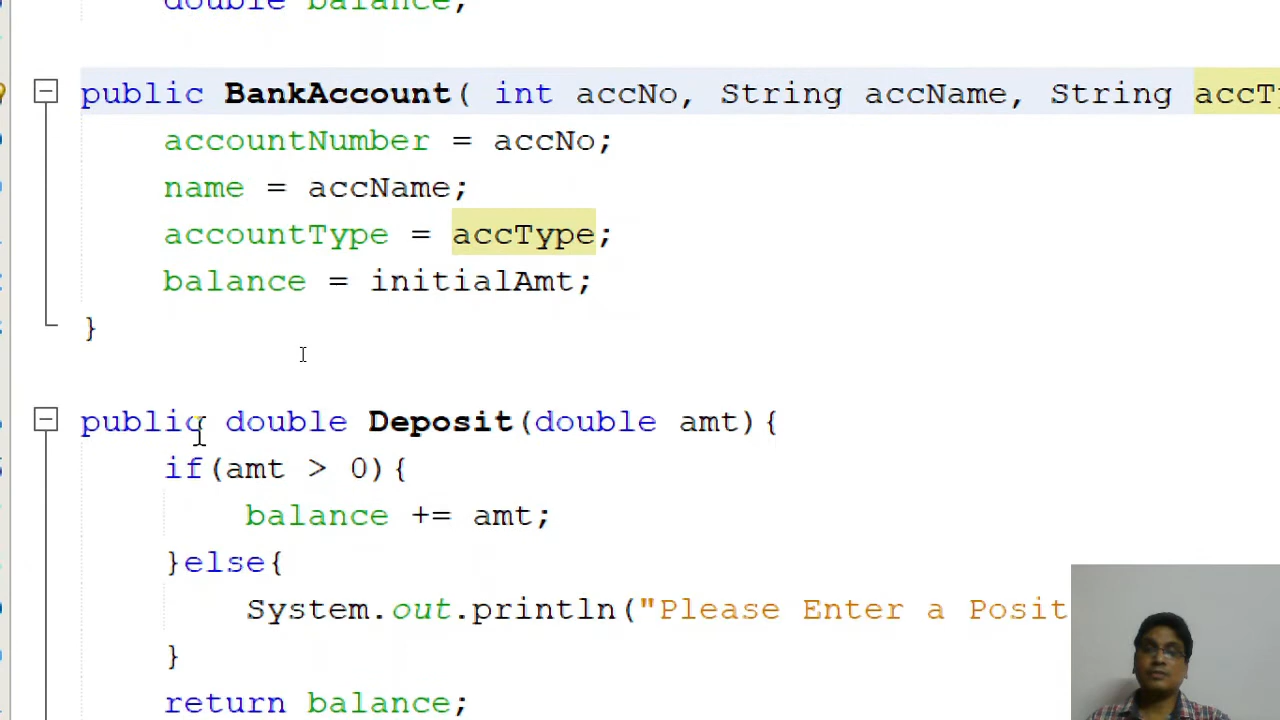 double balance;
public BankAccount( int accNo, String accName, String accTy
accountNumber = accNo;
name = accName;
accountType = accType;
balance = initialAmt;
}
public double Deposit(double amt){
if(amt > 0){
balance += amt;
}else{
System.out.println("Please Enter a Posit
}
return balance;